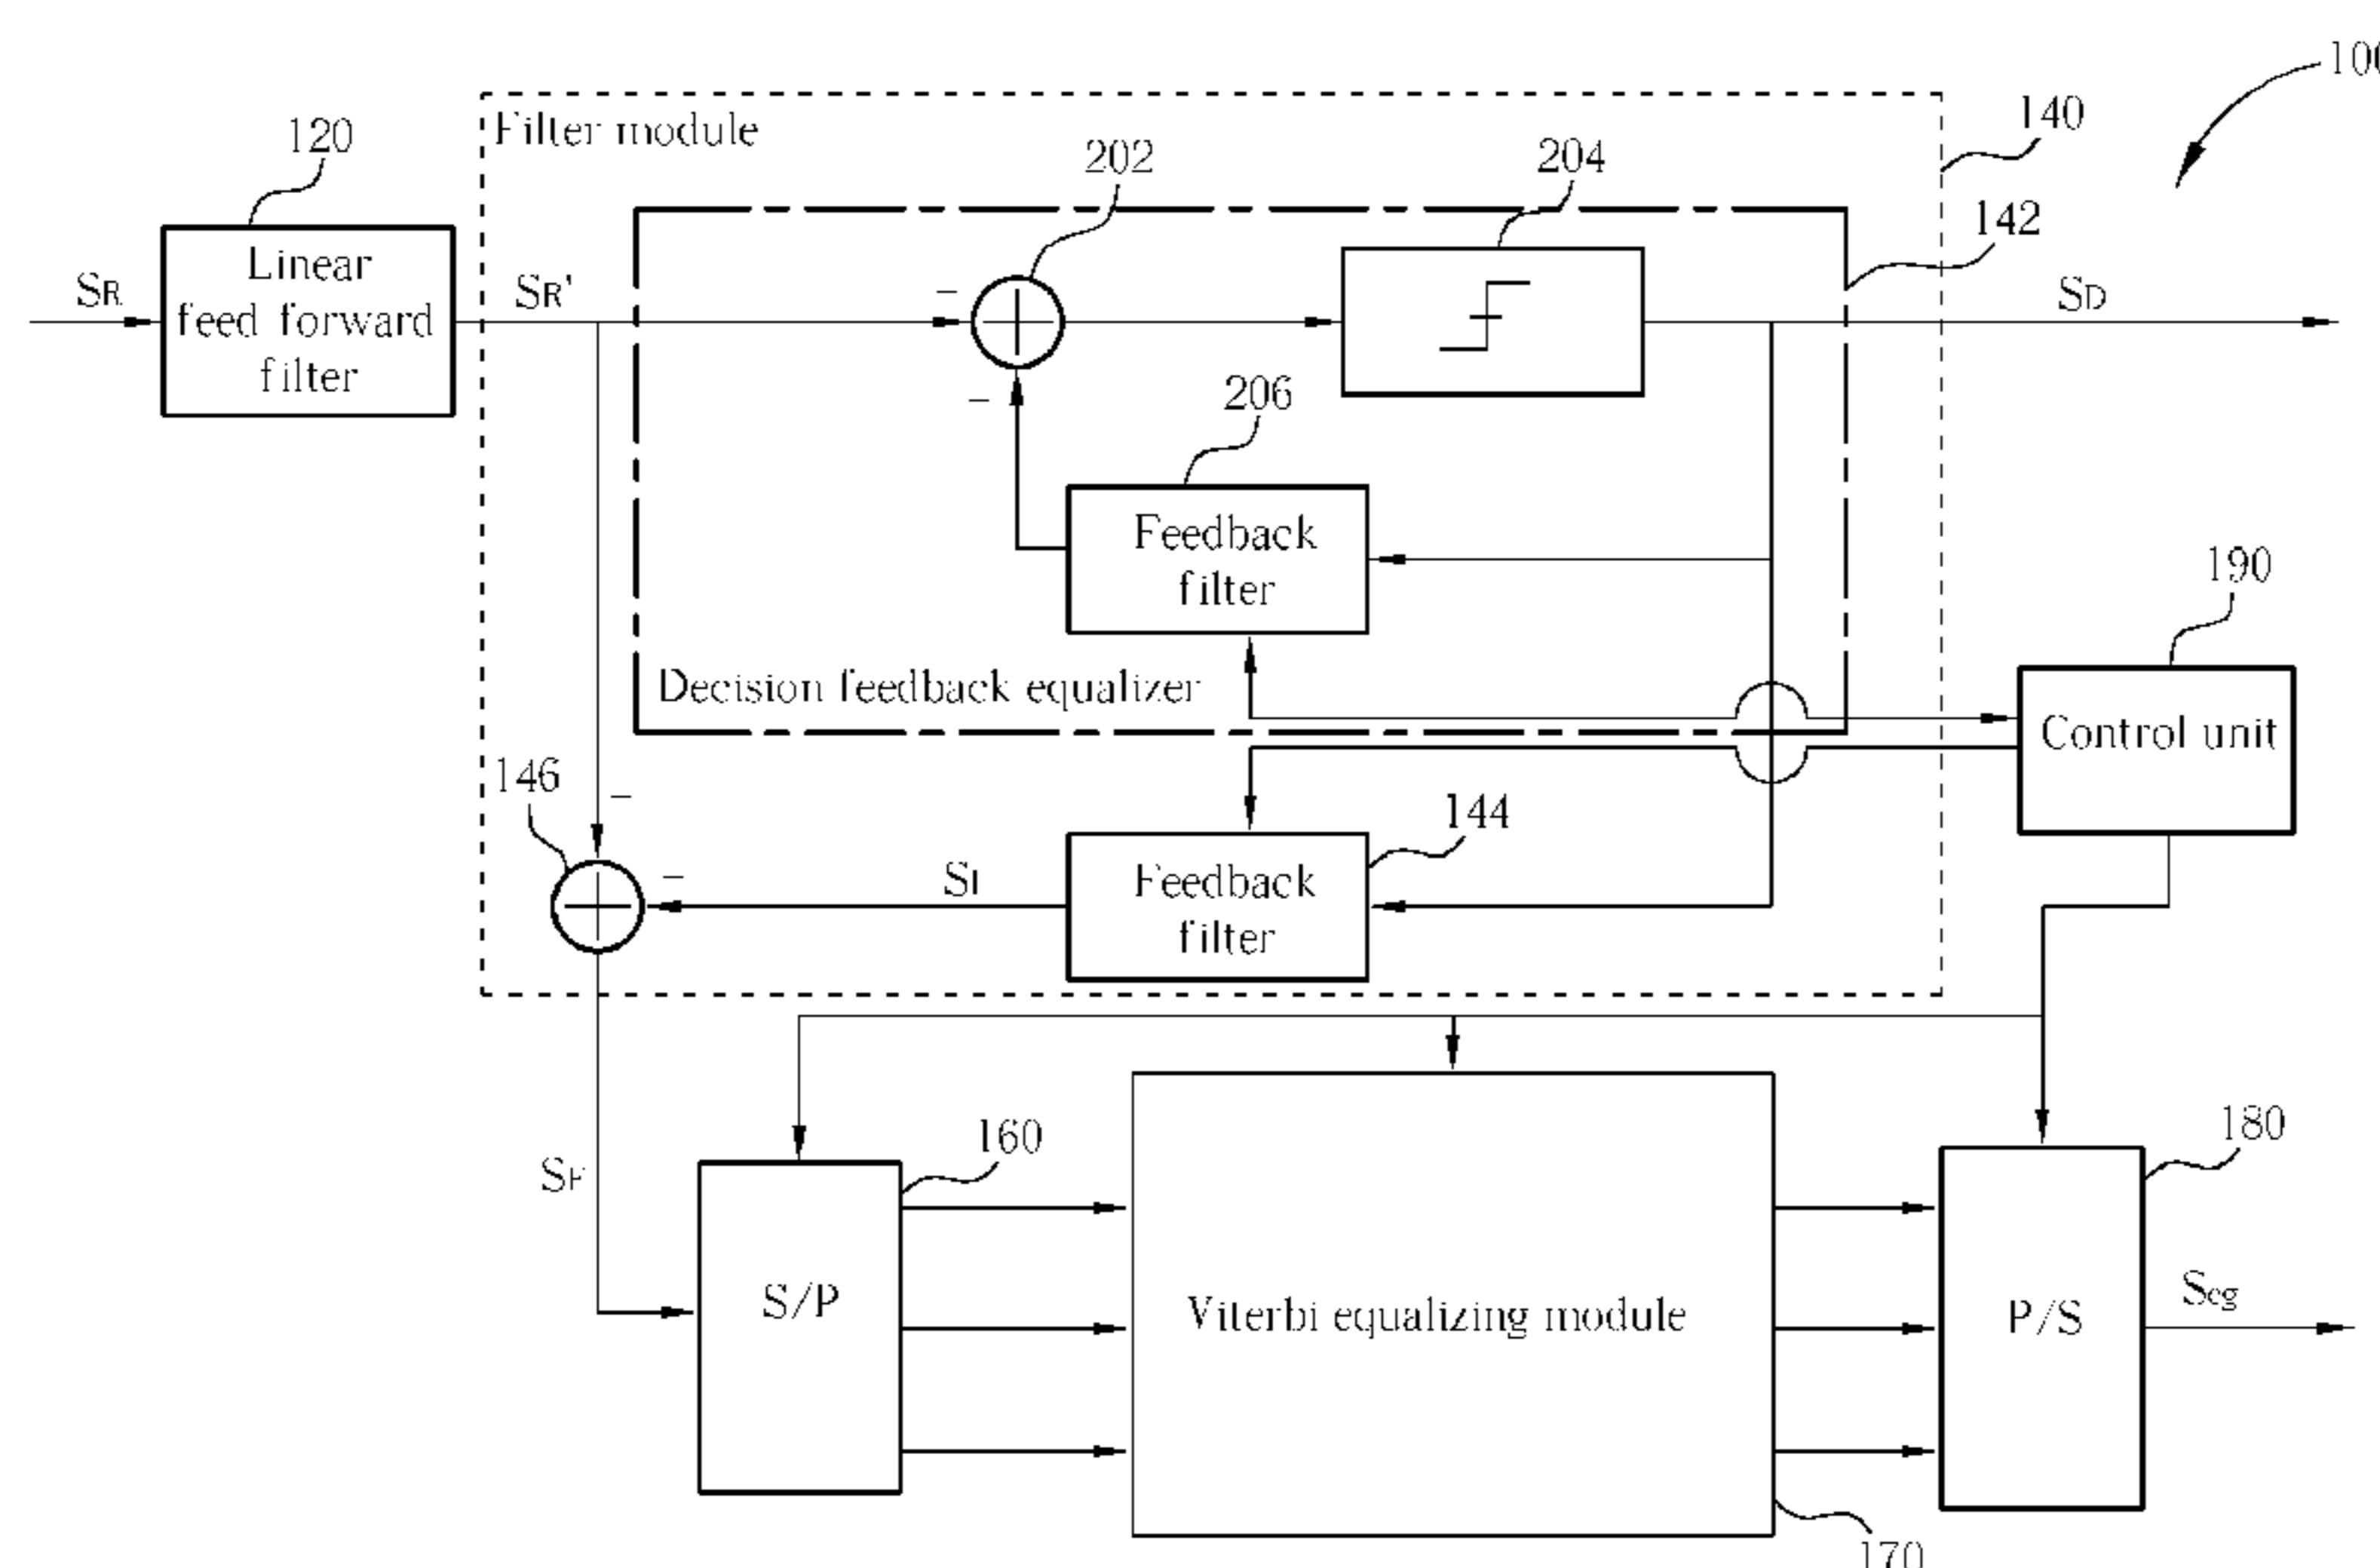 100
Filter module
140
120
202
204
142
Linear
feed forward
filter
SR
SR'
SD
206
Feedback
filter
190
Decision feedback equalizer
Control unit
146
144
SI
Feedback
filter
160
180
SF
S/P
Viterbi equalizing module
P/S
Seg
170